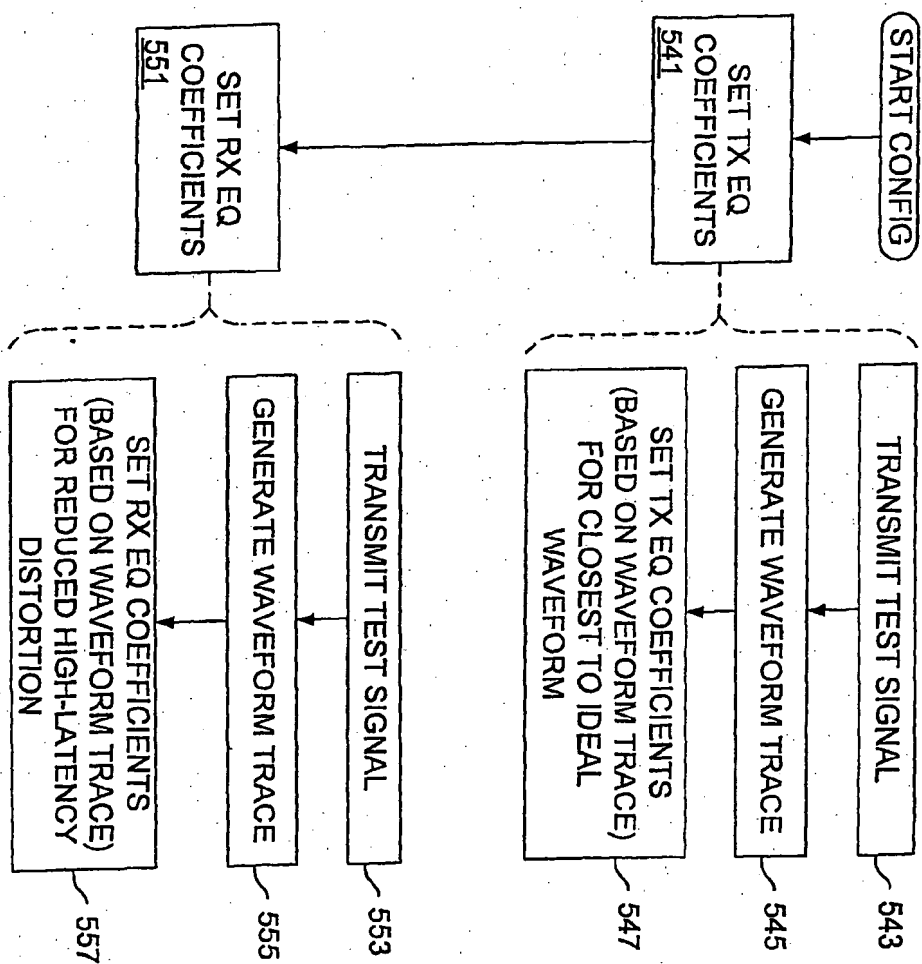 START CONFIG
SET TX EQ
COEFFICIENTS
541
TRANSMIT TEST SIGNAL
543
GENERATE WAVEFORM TRACE
545
SET TX EQ COEFFICIENTS
(BASED ON WAVEFORM TRACE)
FOR CLOSEST TO IDEAL
WAVEFORM
547
SET RX EQ
COEFFICIENTS
551
TRANSMIT TEST SIGNAL
553
GENERATE WAVEFORM TRACE
555
SET RX EQ COEFFICIENTS
(BASED ON WAVEFORM TRACE)
FOR REDUCED HIGH-LATENCY
DISTORTION
557